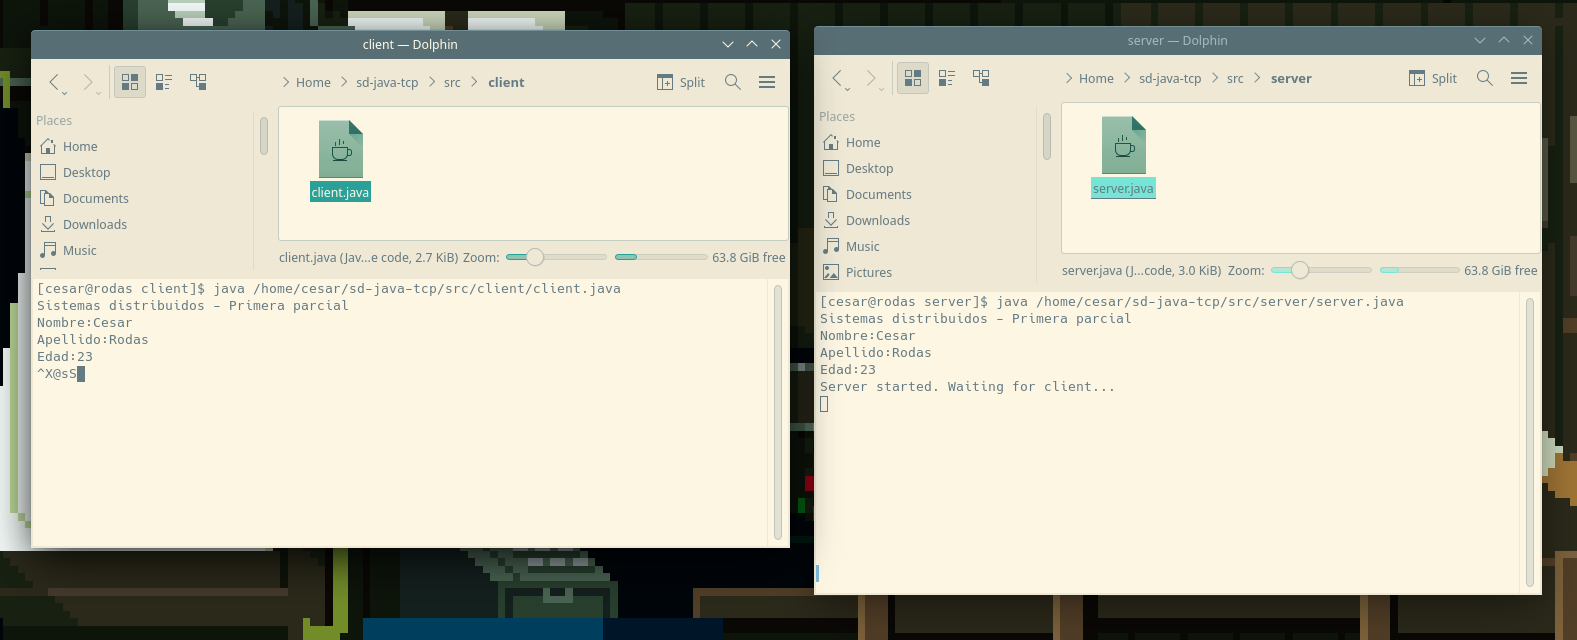 client — Dolphin
Home sd-java-tcp src client
Split
Places
Home
Desktop
Documents
Downloads
Music
client.java
client.java (Jav...e code, 2.7 KiB) Zoom: 63.8 GiB free
[cesar@rodas client]$ java /home/cesar/sd-java-tcp/src/client/client.java
Sistemas distribuidos - Primera parcial
Nombre:Cesar
Apellido:Rodas
Edad:23
^X@sS
server — Dolphin
Home sd-java-tcp src server
Split
Places
Home
Desktop
Documents
Downloads
Music
Pictures
server.java
server.java (J...code, 3.0 KiB) Zoom: 63.8 GiB free
[cesar@rodas server]$ java /home/cesar/sd-java-tcp/src/server/server.java
Sistemas distribuidos - Primera parcial
Nombre:Cesar
Apellido:Rodas
Edad:23
Server started. Waiting for client...